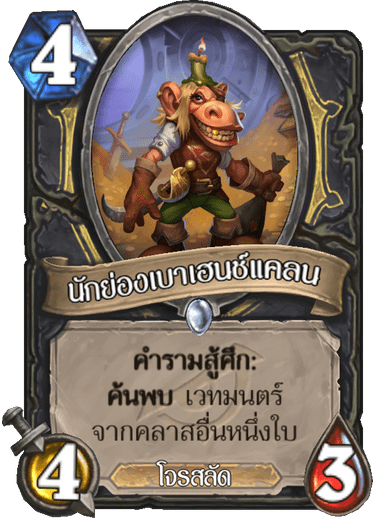 4
นักย่องเบาเฮนช์แคลน
คำรามสู้ศึก:
ค้นพบ เวทมนตร์
จากคลาสอื่นหนึ่งใบ
4
โจรสลัด
3